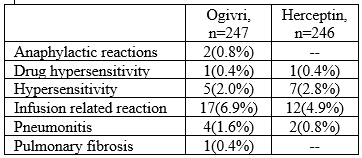 Ogivri, n=247 Herceptin, n=246
Anaphylactic reactions 2(0.8%) --
Drug hypersensitivity 1(0.4%) 1(0.4%)
Hypersensitivity 5(2.0%) 7(2.8%)
Infusion related reaction 17(6.9%) 12(4.9%)
Pneumonitis 4(1.6%) 2(0.8%)
Pulmonary fibrosis 1(0.4%) --